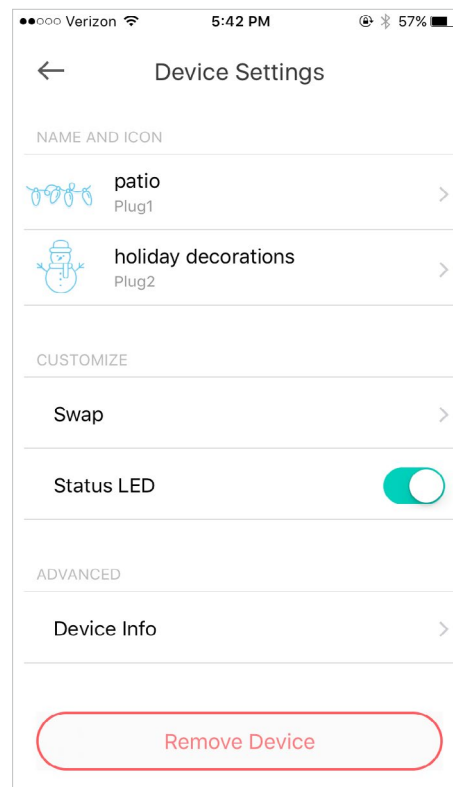 Verizon 5:42 PM 57%
Device Settings
NAME AND ICON
patio
Plug1
holiday decorations
Plug2
CUSTOMIZE
Swap
Status LED
ADVANCED
Device Info
Remove Device